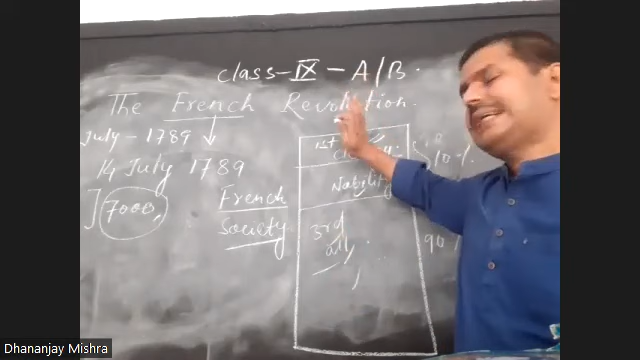 Class-IX - A/B.
The French Revolution.
July - 1789
14 July 1789
7000,
French
Society
1st
Nobility
3rd
all,
10%.
90
Dhananjay Mishra